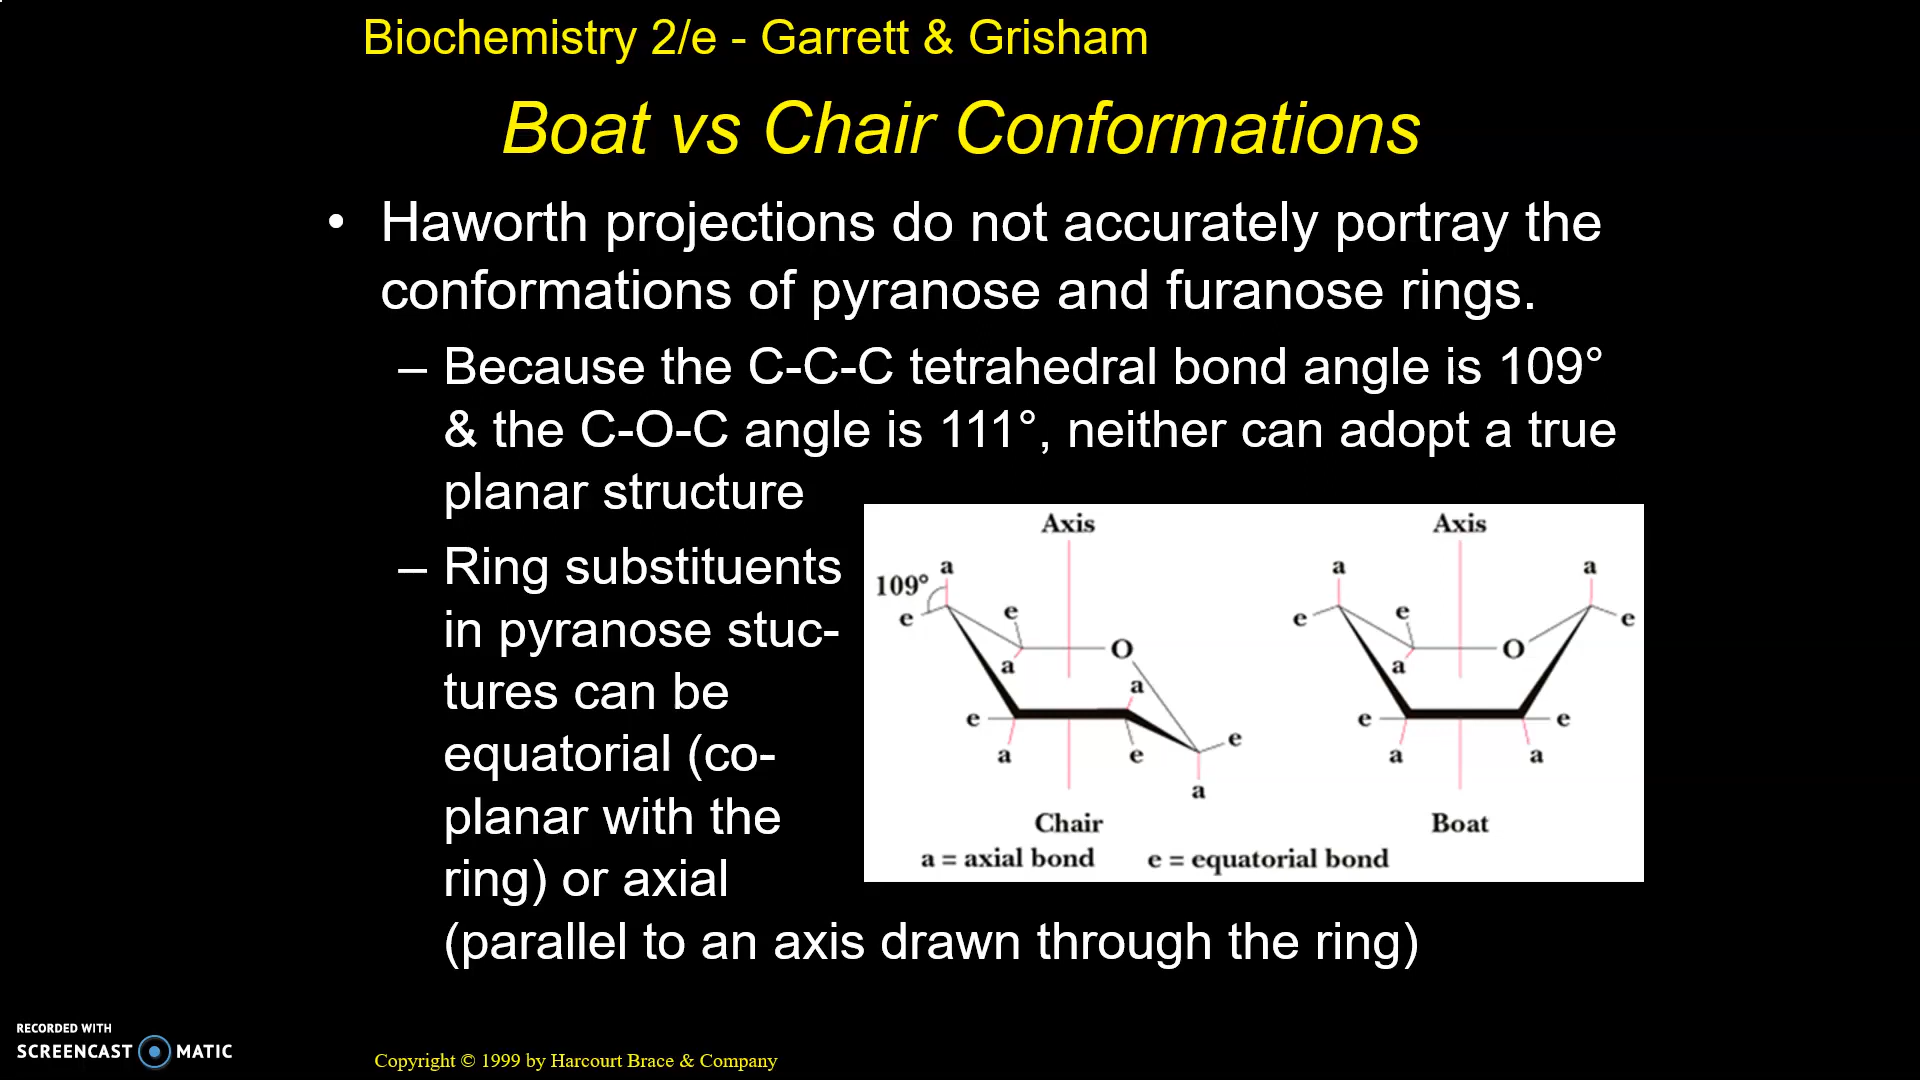 Biochemistry 2/e - Garrett & Grisham
Boat vs Chair Conformations
• Haworth projections do not accurately portray the
conformations of pyranose and furanose rings.
– Because the C-C-C tetrahedral bond angle is 109°
& the C-O-C angle is 111°, neither can adopt a true
planar structure
– Ring substituents
in pyranose stuc-
tures can be
equatorial (co-
planar with the
ring) or axial
(parallel to an axis drawn through the ring)
Axis
109°
a
e
e
O
a
a
e
e
a
e
a
Chair
Axis
a
a
e
e
e
O
a
e
e
a
a
Boat
a = axial bond e = equatorial bond
RECORDED WITH
SCREENCAST MATIC
Copyright © 1999 by Harcourt Brace & Company